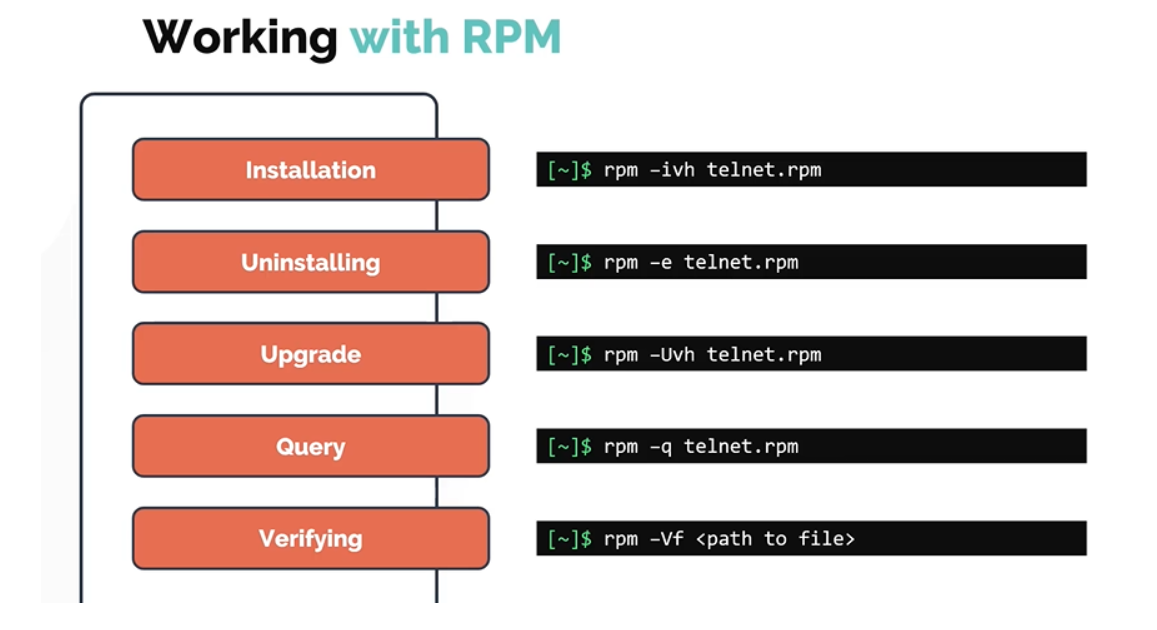 Working with RPM
Installation
[~]$ rpm -ivh telnet.rpm
Uninstalling
[~]$ rpm -e telnet.rpm
Upgrade
[~]$ rpm -Uvh telnet.rpm
Query
[~]$ rpm -q telnet.rpm
Verifying
[~]$ rpm -Vf <path to file>